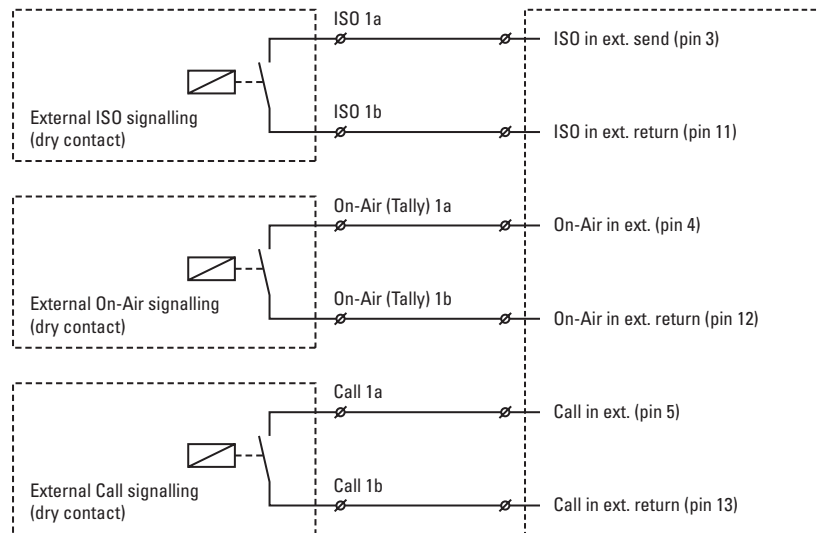 ISO 1a
ISO in ext. send (pin 3)
External ISO signalling
(dry contact)
ISO 1b
ISO in ext. return (pin 11)
On-Air (Tally) 1a
On-Air in ext. (pin 4)
External On-Air signalling
(dry contact)
On-Air (Tally) 1b
On-Air in ext. return (pin 12)
Call 1a
Call in ext. (pin 5)
External Call signalling
(dry contact)
Call 1b
Call in ext. return (pin 13)